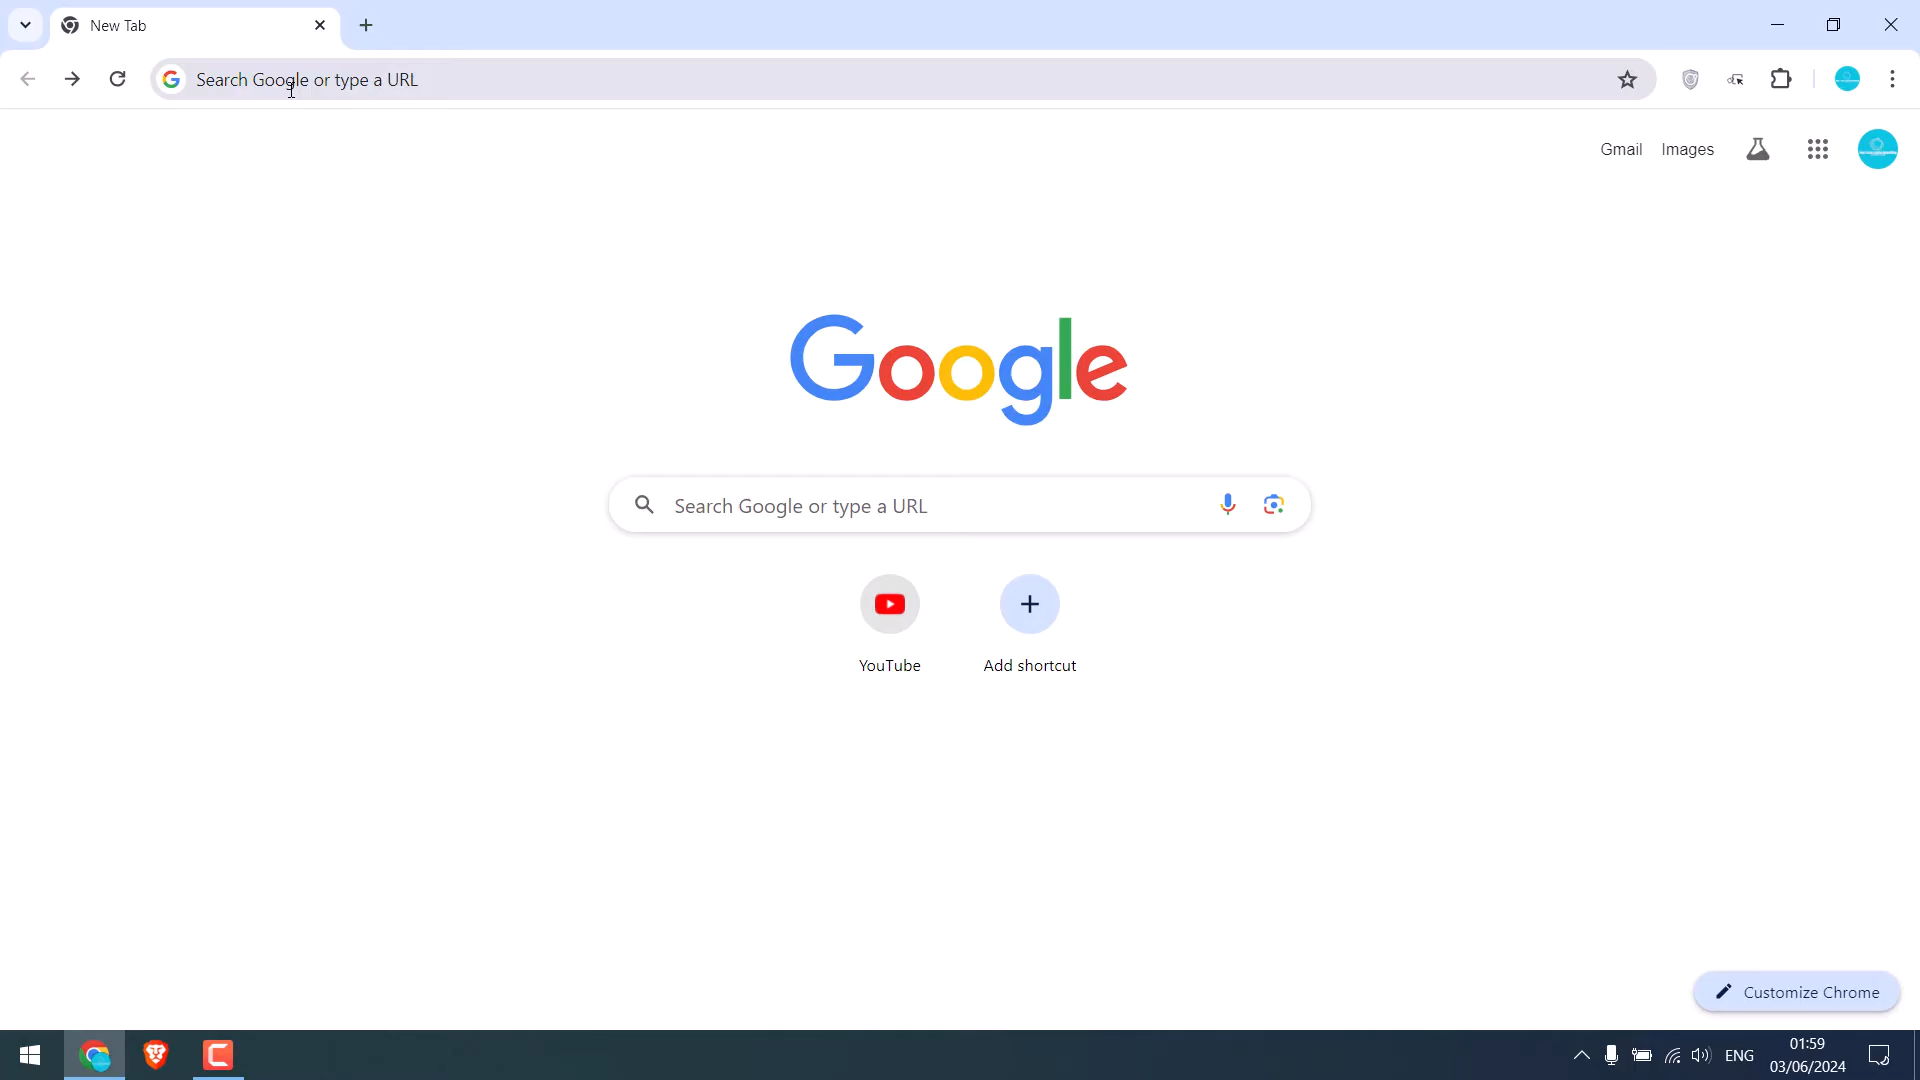 New Tab
Search Google or type a URL
Gmail Images
Google
Search Google or type a URL
YouTube Add shortcut
Customize Chrome
ENG
01:59
03/06/2024